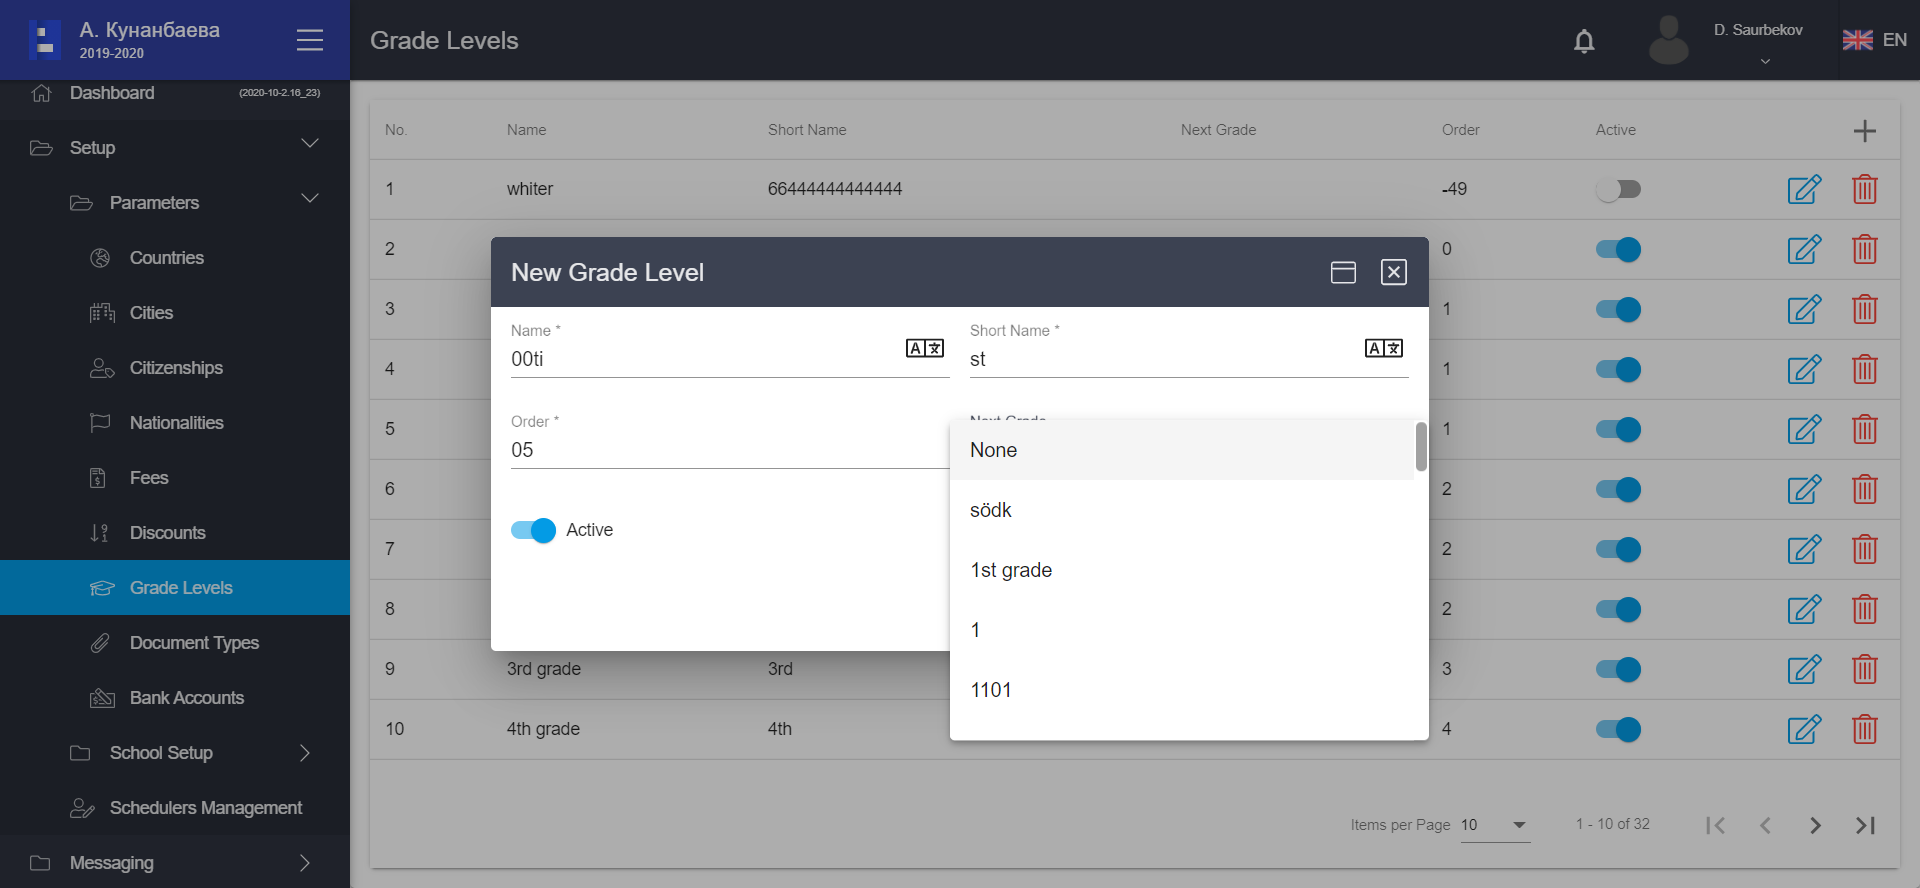 А. Кунанбаева
2019-2020
Grade Levels
D. Saurbekov
EN
Dashboard
(2020-10-2.16_23)
Setup
Parameters
Countries
Cities
Citizenships
Nationalities
Fees
Discounts
Grade Levels
Document Types
Bank Accounts
School Setup
Schedulers Management
Messaging
No. Name Short Name Next Grade Order Active
1 whiter 66444444444444 -49
2 0
3 1
4 1
5 1
6 2
7 2
8 2
9 3rd grade 3rd 3
10 4th grade 4th 4
New Grade Level
Name *
00ti
Short Name *
st
Order *
05
Next Grade
Active
None
södk
1st grade
1
1101
Items per Page 10 1 - 10 of 32